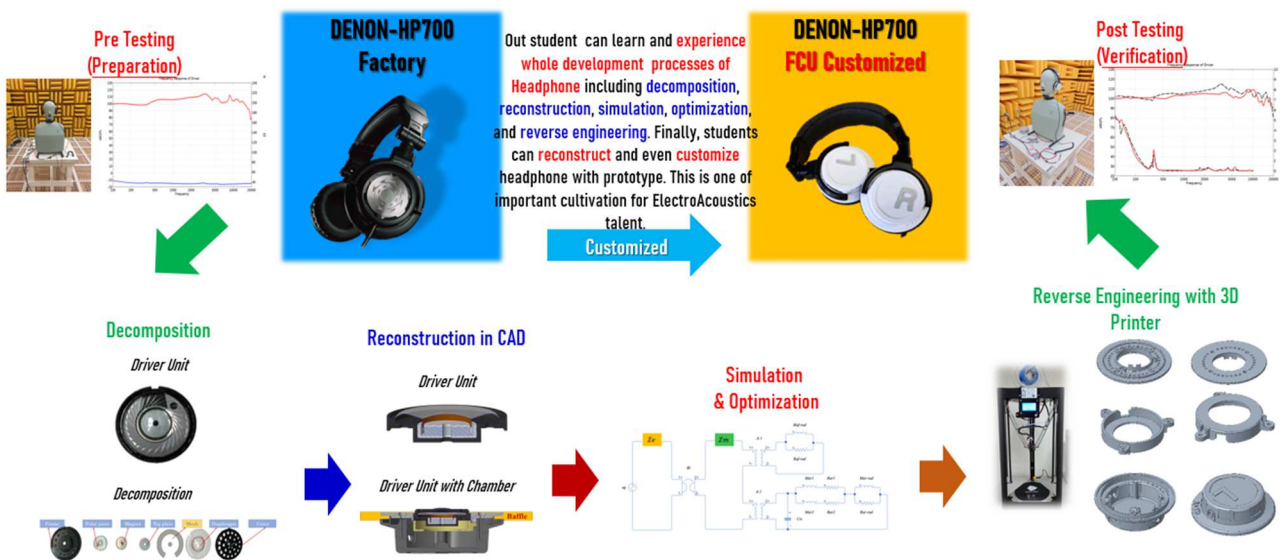 Pre Testing
(Preparation)
DENON-HP700
Factory
Out student can learn and experience
whole development processes of
Headphone including decomposition,
reconstruction, simulation, optimization,
and reverse engineering. Finally, students
can reconstruct and even customize
headphone with prototype. This is one of
important cultivation for ElectroAcoustics
talent.
Customized
DENON-HP700
FCU Customized
L
R
Post Testing
(Verification)
Decomposition
Driver Unit
Decomposition
Reconstruction in CAD
Driver Unit
Driver Unit with Chamber
Baffle
Simulation
& Optimization
Ze
Zm
Reverse Engineering with 3D
Printer